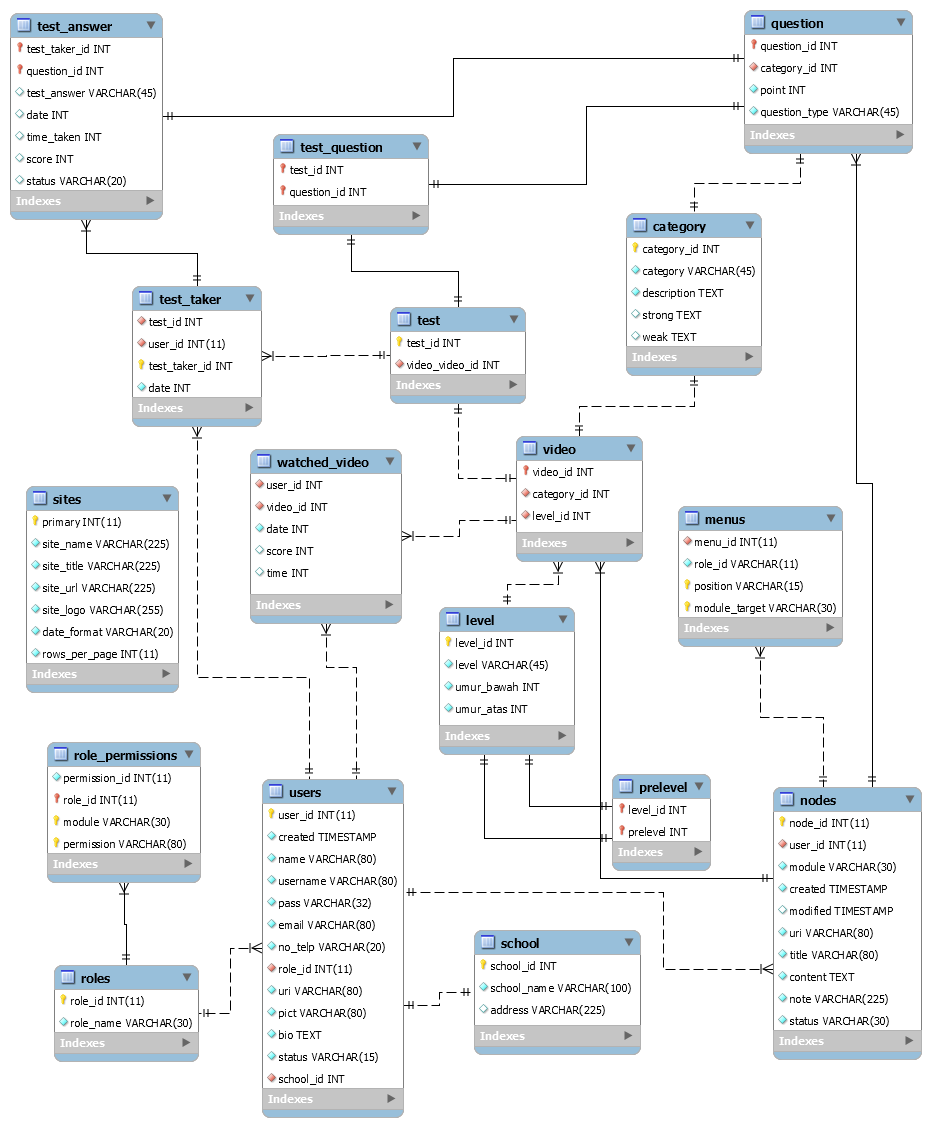 test_answer
test_taker_id INT
question_id INT
test_answer VARCHAR(45)
date INT
time_taken INT
score INT
status VARCHAR(20)
Indexes
question
question_id INT
category_id INT
point INT
question_type VARCHAR(45)
Indexes
test_question
test_id INT
question_id INT
Indexes
category
category_id INT
category VARCHAR(45)
description TEXT
strong TEXT
weak TEXT
Indexes
test_taker
test_id INT
user_id INT(11)
test_taker_id INT
date INT
Indexes
test
test_id INT
video_video_id INT
Indexes
video
video_id INT
category_id INT
level_id INT
Indexes
watched_video
user_id INT
video_id INT
date INT
score INT
time INT
Indexes
sites
primary INT(11)
site_name VARCHAR(225)
site_title VARCHAR(225)
site_url VARCHAR(225)
site_logo VARCHAR(255)
date_format VARCHAR(20)
rows_per_page INT(11)
Indexes
menus
menu_id INT(11)
role_id VARCHAR(11)
position VARCHAR(15)
module_target VARCHAR(30)
Indexes
level
level_id INT
level VARCHAR(45)
umur_bawah INT
umur_atas INT
Indexes
role_permissions
permission_id INT(11)
role_id INT(11)
module VARCHAR(30)
permission VARCHAR(80)
Indexes
users
user_id INT(11)
created TIMESTAMP
name VARCHAR(80)
username VARCHAR(80)
pass VARCHAR(32)
email VARCHAR(80)
no_telp VARCHAR(20)
role_id INT(11)
uri VARCHAR(80)
pict VARCHAR(80)
bio TEXT
status VARCHAR(15)
school_id INT
Indexes
prelevel
level_id INT
prelevel INT
Indexes
nodes
node_id INT(11)
user_id INT(11)
module VARCHAR(30)
created TIMESTAMP
modified TIMESTAMP
uri VARCHAR(80)
title VARCHAR(80)
content TEXT
note VARCHAR(225)
status VARCHAR(30)
Indexes
school
school_id INT
school_name VARCHAR(100)
address VARCHAR(225)
Indexes
roles
role_id INT(11)
role_name VARCHAR(30)
Indexes